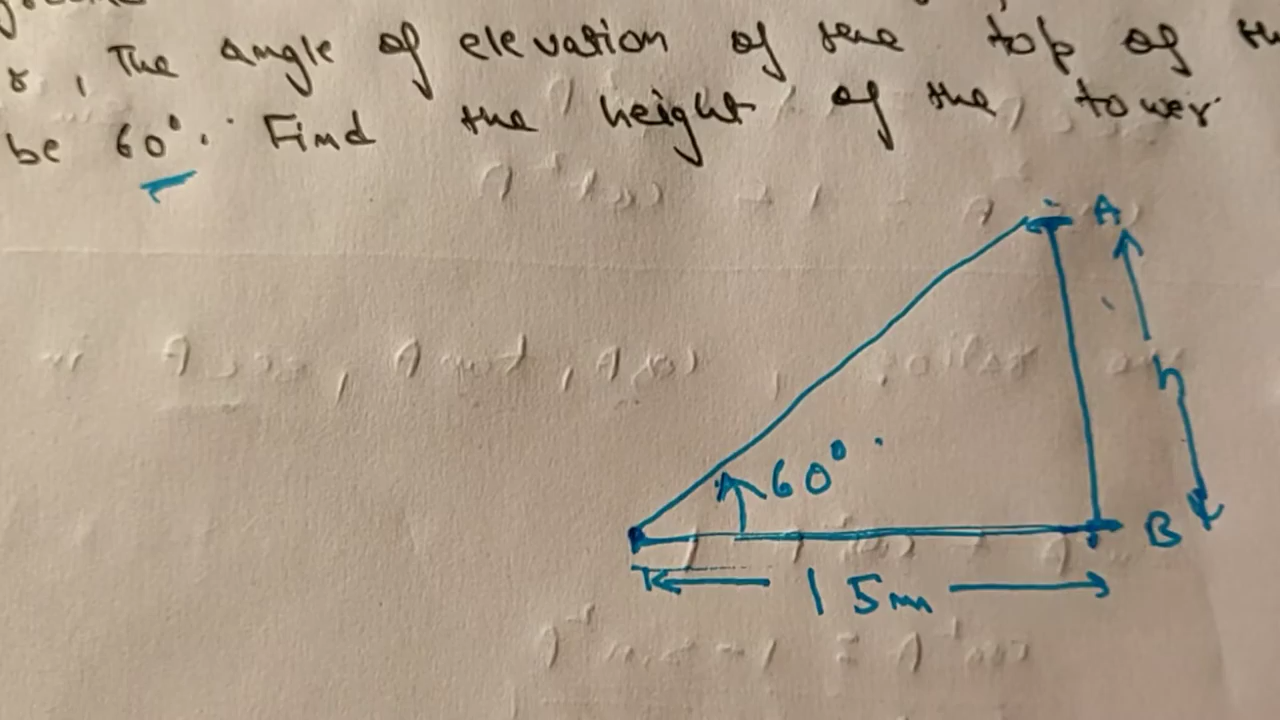 , The angle of elevation of the top of
be 60°. Find the height of the tower
A
h
60°
B
15m